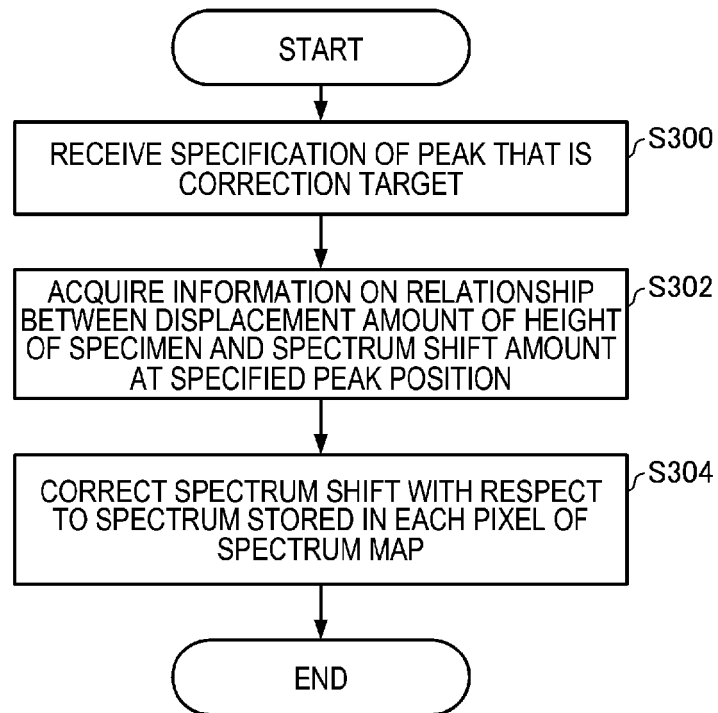 START
S300
RECEIVE SPECIFICATION OF PEAK THAT IS
CORRECTION TARGET
S302
ACQUIRE INFORMATION ON RELATIONSHIP
BETWEEN DISPLACEMENT AMOUNT OF HEIGHT
OF SPECIMEN AND SPECTRUM SHIFT AMOUNT
AT SPECIFIED PEAK POSITION
S304
CORRECT SPECTRUM SHIFT WITH RESPECT
TO SPECTRUM STORED IN EACH PIXEL OF
SPECTRUM MAP
END